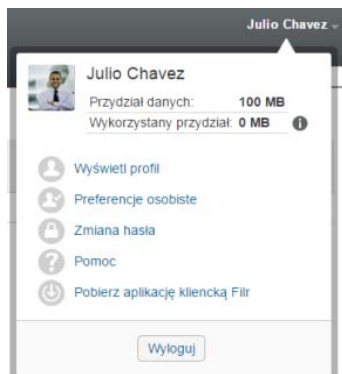 Julio Chavez
Julio Chavez
Przydział danych: 100 MB
Wykorzystany przydział: 0 MB
Wyświetl profil
Preferencje osobiste
Zmiana hasła
Pomoc
Pobierz aplikację kliencką Filr
Wyloguj